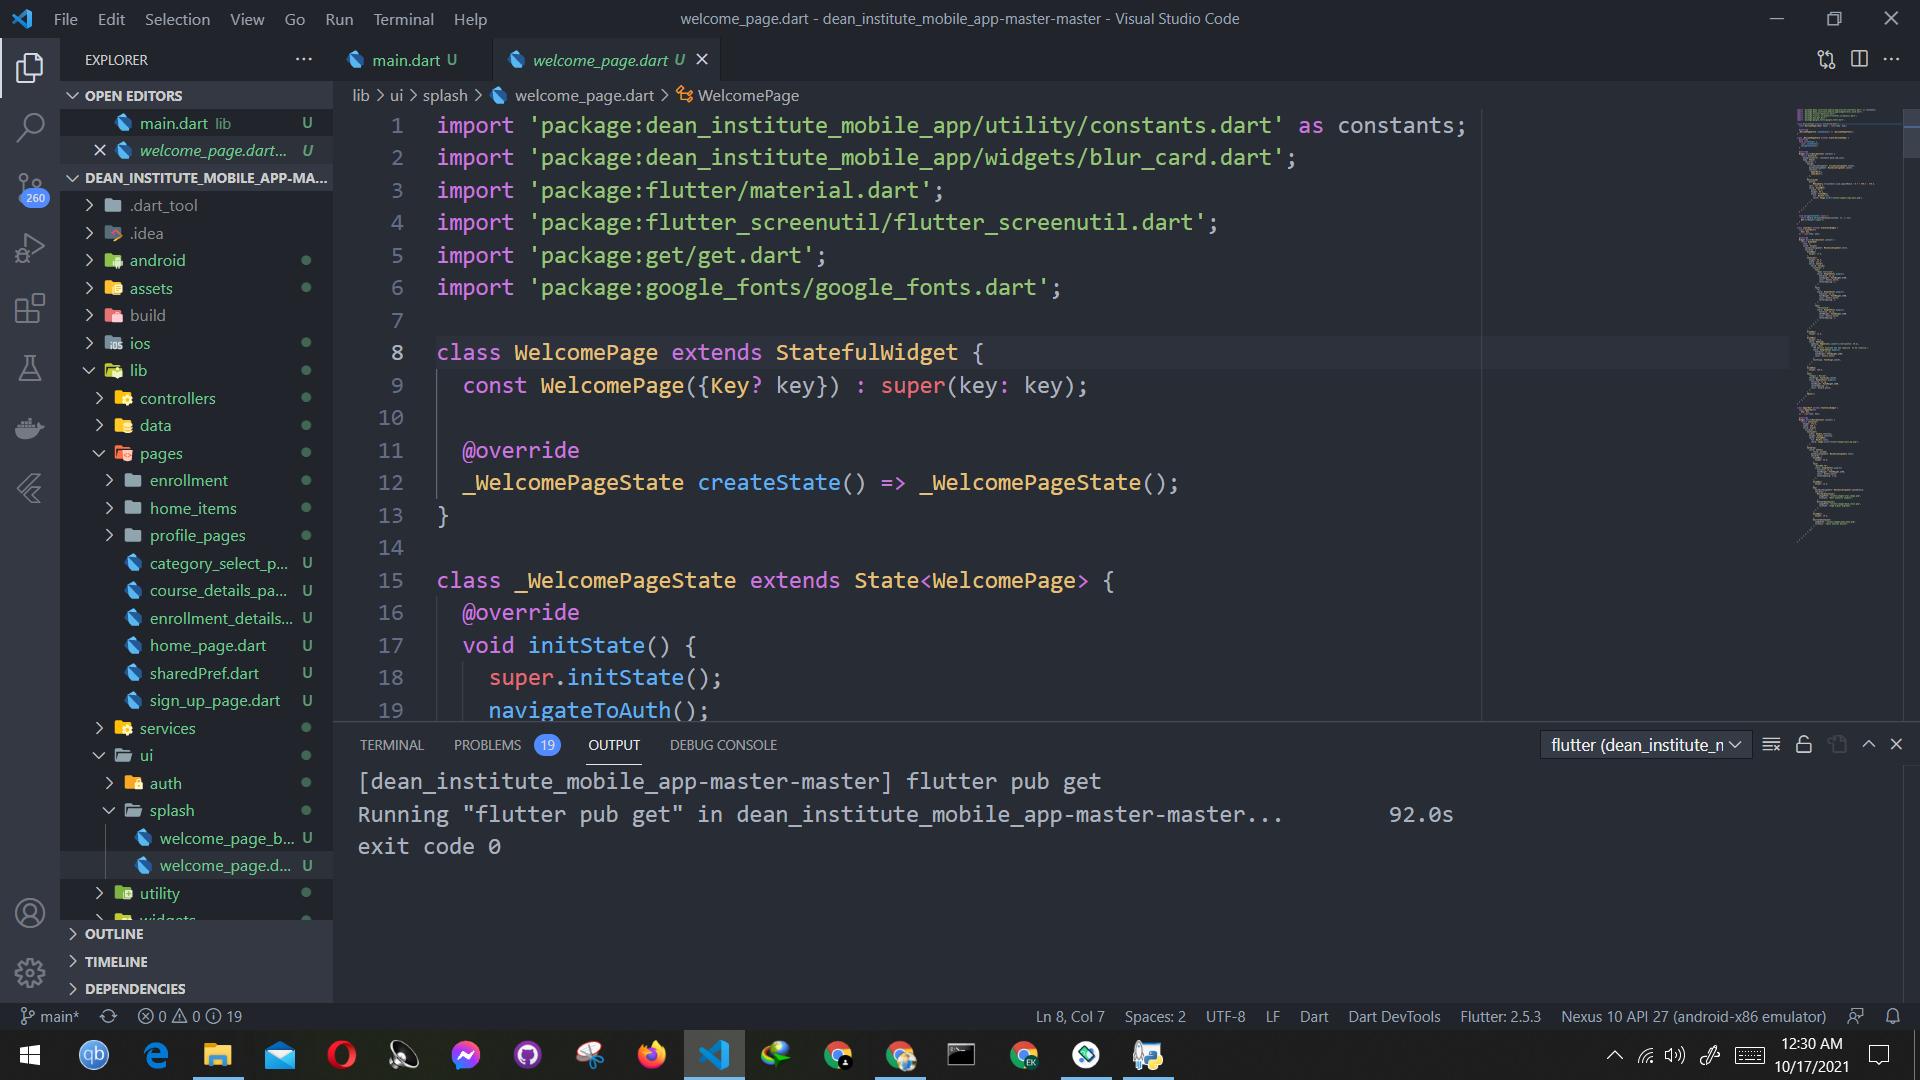 File Edit Selection View Go Run Terminal Help
welcome_page.dart - dean_institute_mobile_app-master-master - Visual Studio Code
EXPLORER
main.dart U
welcome_page.dart U
OPEN EDITORS
main.dart lib U
welcome_page.dart... U
DEAN_INSTITUTE_MOBILE_APP-MA...
260
.dart_tool
.idea
android
assets
build
ios
lib
controllers
data
pages
enrollment
home_items
profile_pages
category_select_p... U
course_details_pa... U
enrollment_details... U
home_page.dart U
sharedPref.dart U
sign_up_page.dart U
services
ui
auth
splash
welcome_page_b... U
welcome_page.d... U
utility
widgets
OUTLINE
TIMELINE
DEPENDENCIES
lib > ui > splash > welcome_page.dart > WelcomePage
1 import 'package:dean_institute_mobile_app/utility/constants.dart' as constants;
2 import 'package:dean_institute_mobile_app/widgets/blur_card.dart';
3 import 'package:flutter/material.dart';
4 import 'package:flutter_screenutil/flutter_screenutil.dart';
5 import 'package:get/get.dart';
6 import 'package:google_fonts/google_fonts.dart';
7
8 class WelcomePage extends StatefulWidget {
9 const WelcomePage({Key? key}) : super(key: key);
10
11 @override
12 _WelcomePageState createState() => _WelcomePageState();
13 }
14
15 class _WelcomePageState extends State<WelcomePage> {
16 @override
17 void initState() {
18 super.initState();
19 navigateToAuth();
TERMINAL PROBLEMS 19 OUTPUT DEBUG CONSOLE
flutter (dean_institute_n
[dean_institute_mobile_app-master-master] flutter pub get
Running "flutter pub get" in dean_institute_mobile_app-master-master... 92.0s
exit code 0
main* 0 0 19
Ln 8, Col 7 Spaces: 2 UTF-8 LF Dart Dart DevTools Flutter: 2.5.3 Nexus 10 API 27 (android-x86 emulator)
qb
EK
12:30 AM
10/17/2021